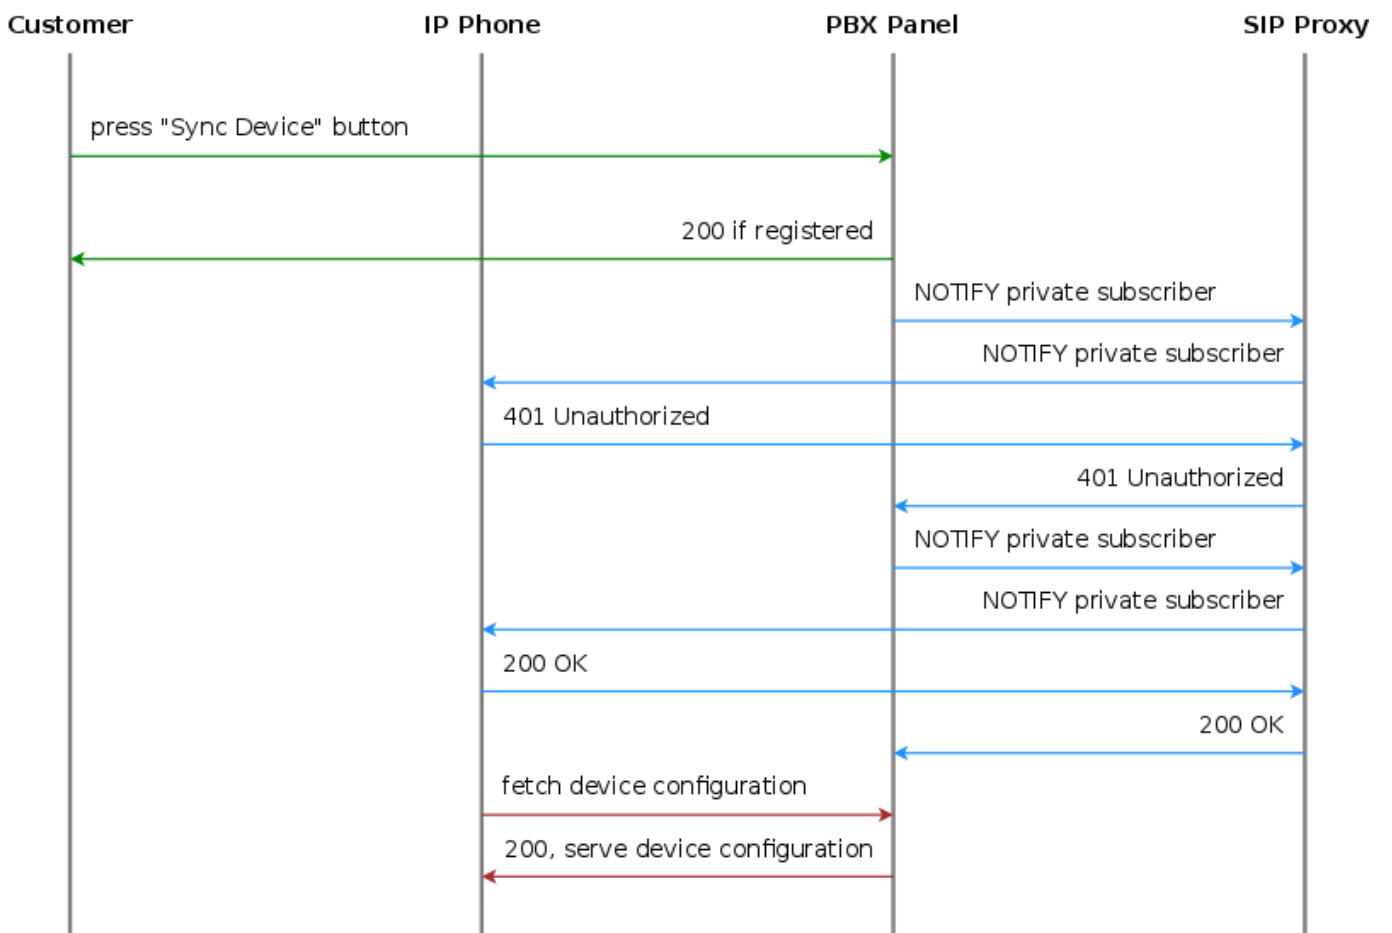 Customer IP Phone PBX Panel SIP Proxy
press "Sync Device" button
200 if registered
NOTIFY private subscriber
NOTIFY private subscriber
401 Unauthorized
401 Unauthorized
NOTIFY private subscriber
NOTIFY private subscriber
200 OK
200 OK
fetch device configuration
200, serve device configuration